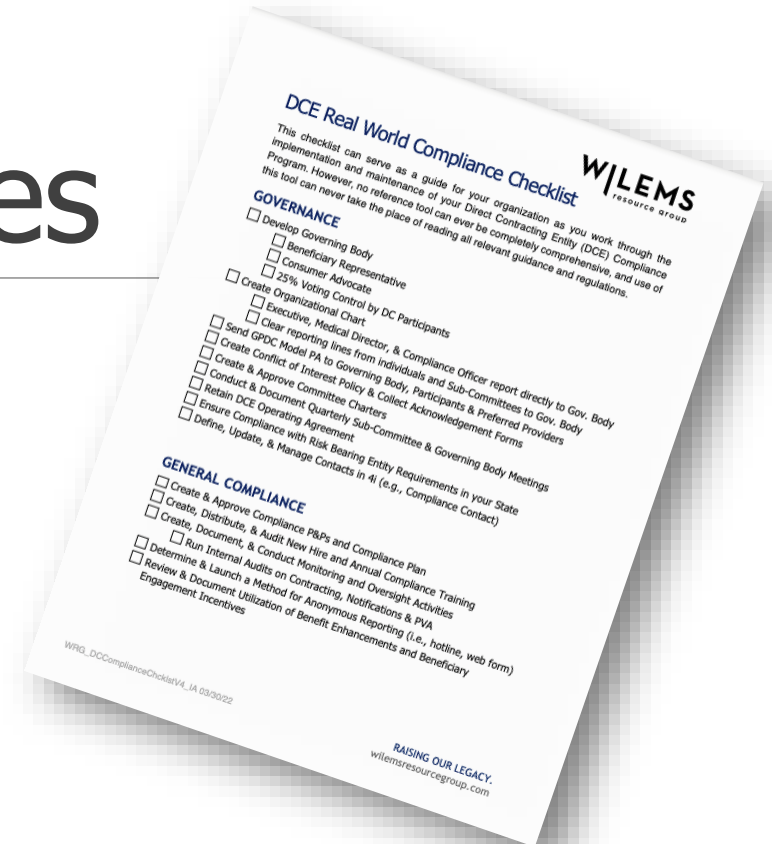 es
DCE Real World Compliance Checklist
WILEMS
resource group
This checklist can serve as a guide for your organization as you work through the
implementation and maintenance of your Direct Contracting Entity (DCE) Compliance
Program. However, no reference tool can ever be completely comprehensive, and use of
this tool can never take the place of reading all relevant guidance and regulations.
GOVERNANCE
Develop Governing Body
Beneficiary Representative
Consumer Advocate
25% Voting Control by DC Participants
Create Organizational Chart
Executive, Medical Director, & Compliance Officer report directly to Gov. Body
Clear reporting lines from individuals and Sub-Committees to Gov. Body
Send GPDC Model PA to Governing Body, Participants & Preferred Providers
Create Conflict of Interest Policy & Collect Acknowledgement Forms
Create & Approve Committee Charters
Conduct & Document Quarterly Sub-Committee & Governing Body Meetings
Retain DCE Operating Agreement
Ensure Compliance with Risk Bearing Entity Requirements in your State
Define, Update, & Manage Contacts in 4i (e.g., Compliance Contact)
GENERAL COMPLIANCE
Create & Approve Compliance P&Ps and Compliance Plan
Create, Distribute, & Audit New Hire and Annual Compliance Training
Create, Document, & Conduct Monitoring and Oversight Activities
Run Internal Audits on Contracting, Notifications & PVA
Determine & Launch a Method for Anonymous Reporting (i.e., hotline, web form)
Review & Document Utilization of Benefit Enhancements and Beneficiary
Engagement Incentives
WRG_DCComplianceChcklstV4_IA 03/30/22
RAISING OUR LEGACY.
wilemsresourcegroup.com